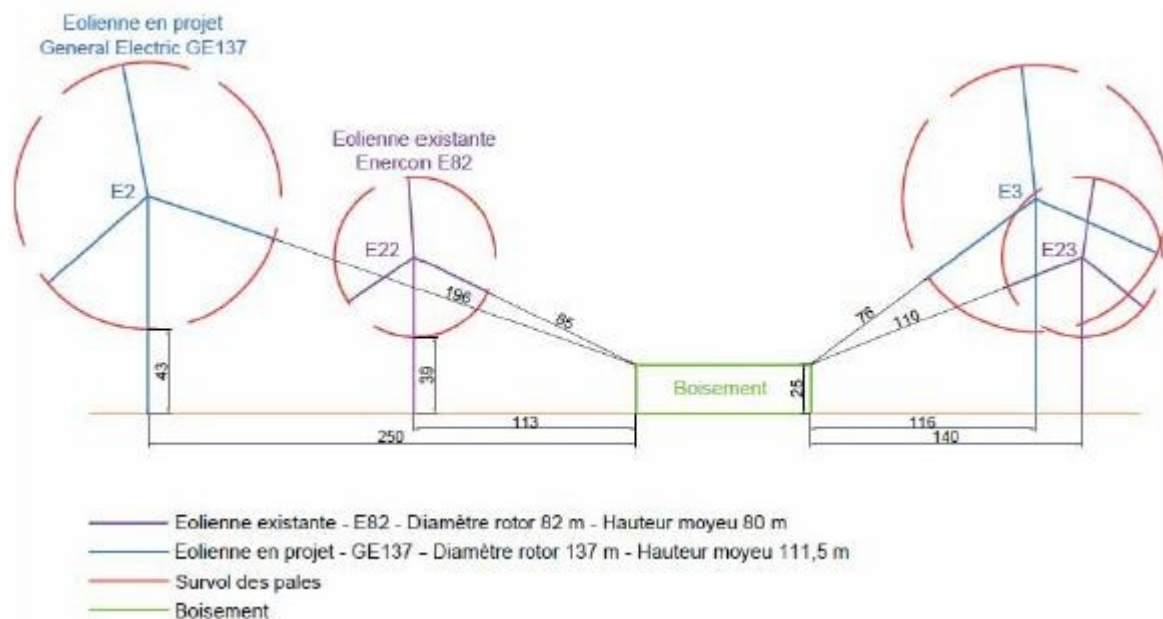 Eolienne en projet
General Electric GE137
Eolienne existante
Enercoin E82
E2
E22
E3
E23
196
85
76
119
43
39
Boisement
25
113
116
250
140
Eolienne existante - E82 - Diamètre rotor 82 m - Hauteur moyeu 80 m
Eolienne en projet - GE137 - Diamètre rotor 137 m - Hauteur moyeu 111,5 m
Survol des pales
Boisement